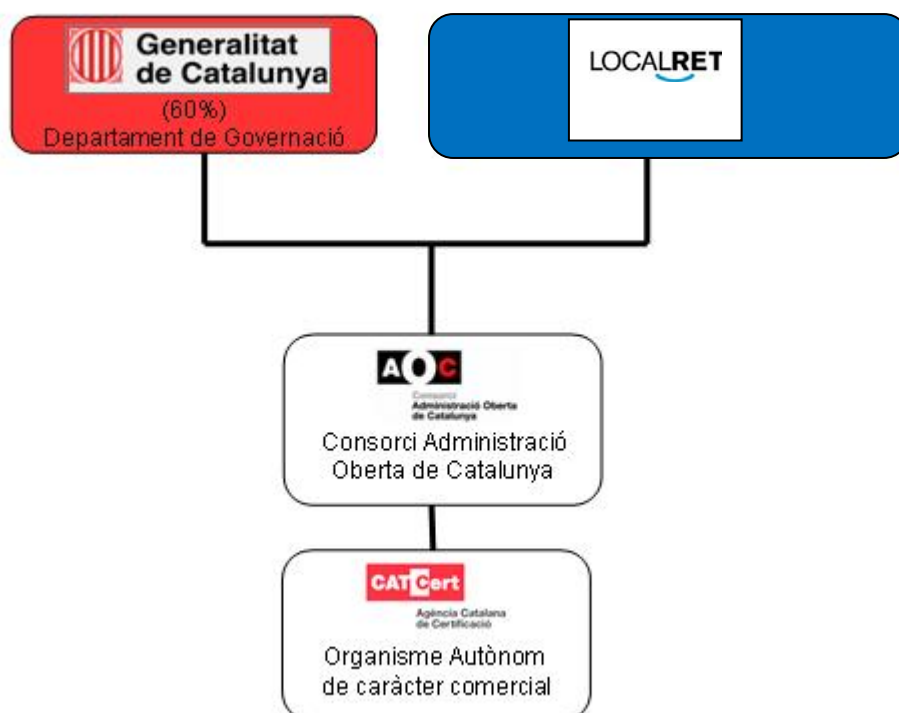 Generalitat
de Catalunya
(60%)
Departament de Governació
LOCALRET
AOC
Consorci
Administració Oberta
de Catalunya
Consorci Administració
Oberta de Catalunya
CATCert
Agència Catalana
de Certificació
Organisme Autònom
de caràcter comercial